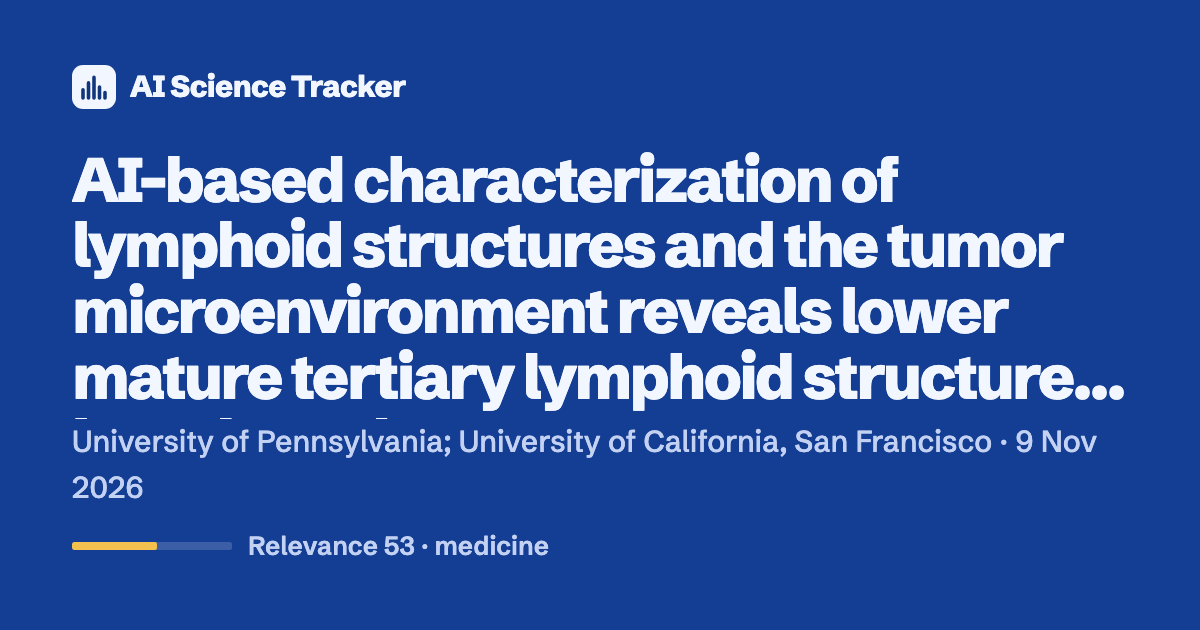 AI Science Tracker
AI-based characterization of
lymphoid structures and the tumor
microenvironment reveals lower
mature tertiary lymphoid structure...
University of Pennsylvania; University of California, San Francisco · 9 Nov
2026
Relevance 53 · medicine